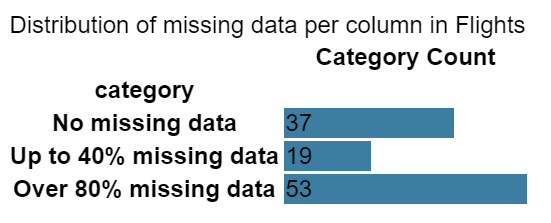 Distribution of missing data per column in Flights
Category Count
category
No missing data 37
Up to 40% missing data 19
Over 80% missing data 53